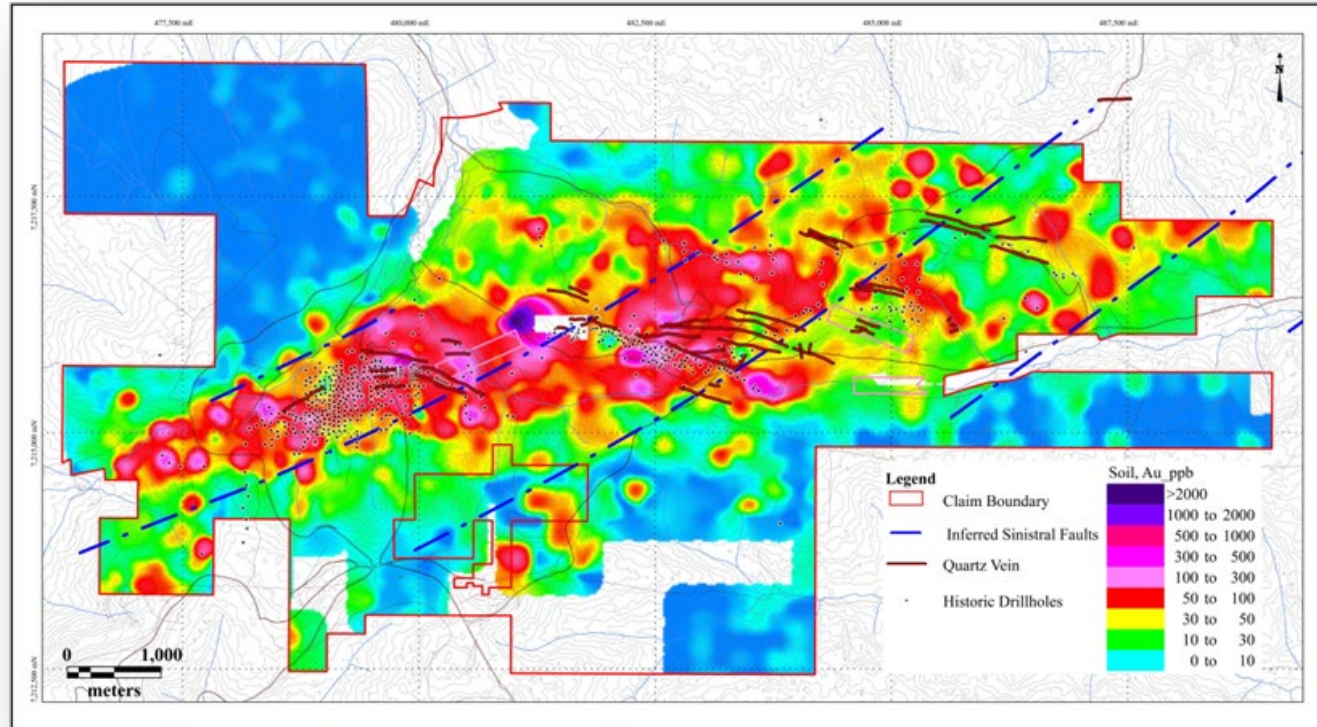 477,500 mE 480,000 mE 482,500 mE 485,000 mE 487,500 mE
N
7,217,500 mN
7,215,000 mN
7,212,500 mN
Legend
Claim Boundary
Inferred Sinistral Faults
Quartz Vein
Historic Drillholes
Soil, Au_ppb
>2000
1000 to 2000
500 to 1000
300 to 500
100 to 300
50 to 100
30 to 50
10 to 30
0 to 10
0 1,000
meters